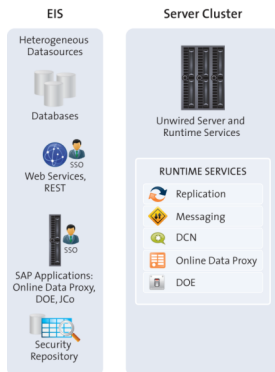 EIS
Heterogeneous
Datasources
Databases
SSO
Web Services,
REST
SSO
SAP Applications:
Online Data Proxy,
DOE, JCo
Security
Repository
Server Cluster
Unwired Server and
Runtime Services
RUNTIME SERVICES
Replication
Messaging
DCN
Online Data Proxy
DOE